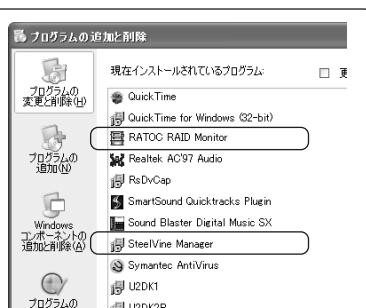 プログラムの追加と削除
現在インストールされているプログラム:
プログラムの
変更と削除(H)
プログラムの
追加(N)
Windows
コンポーネントの
追加と削除(A)
プログラムの
QuickTime
QuickTime for Windows (32-bit)
RATOC RAID Monitor
Realtek AC'97 Audio
RsDvCap
SmartSound Quicktracks Plugin
Sound Blaster Digital Music SX
SteelVine Manager
Symantec AntiVirus
U2DK1